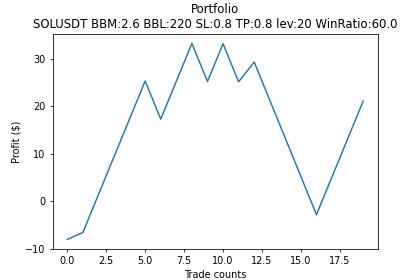 Portfolio
SOLUSDT BBM:2.6 BBL:220 SL:0.8 TP:0.8 lev:20 WinRatio:60.0
30
20
10
0
−10
Profit ($)
0.0 2.5 5.0 7.5 10.0 12.5 15.0 17.5
Trade counts